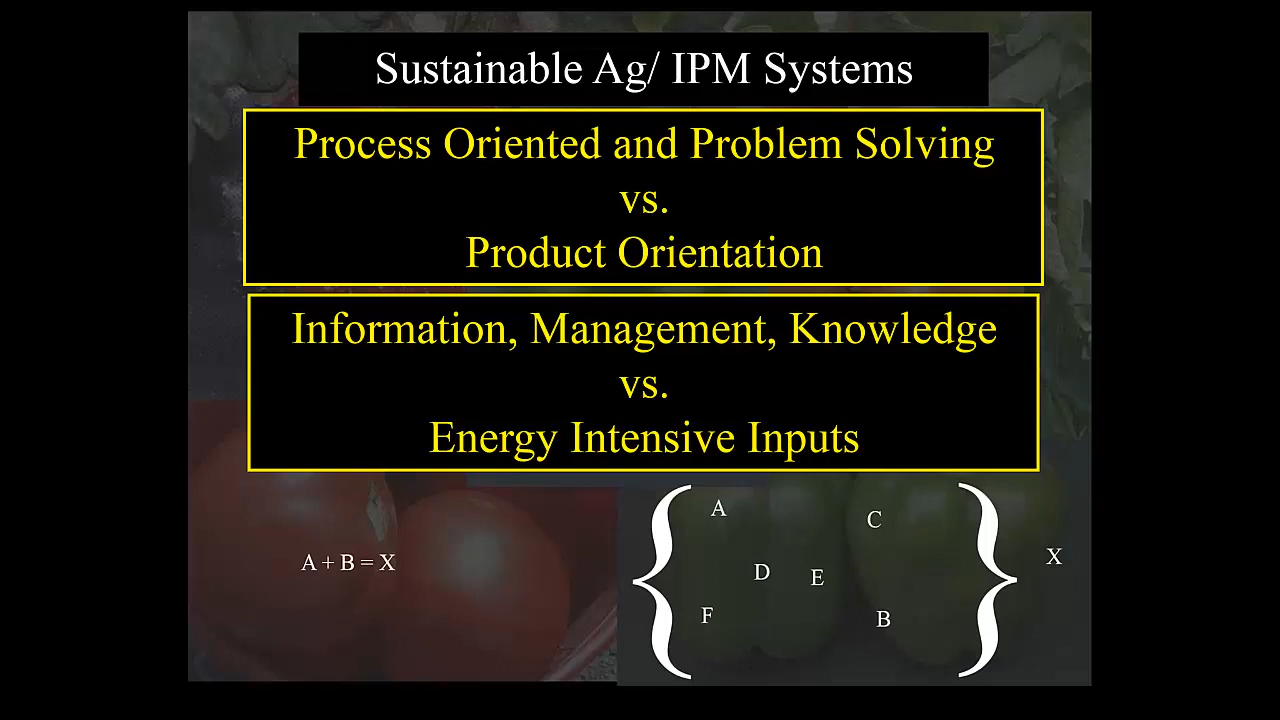 Sustainable Ag/ IPM Systems
Process Oriented and Problem Solving
vs.
Product Orientation
Information, Management, Knowledge
vs.
Energy Intensive Inputs
A + B = X
{ A C
D E
F B } X